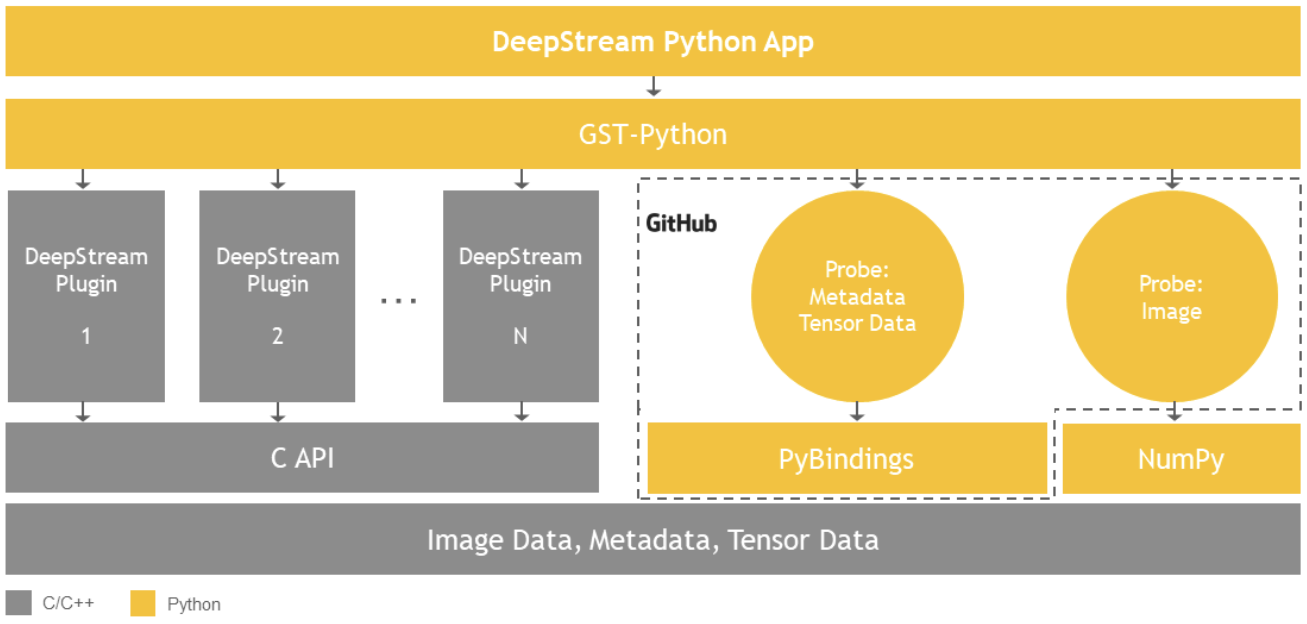 DeepStream Python App
GST-Python
DeepStream
Plugin
1
DeepStream
Plugin
2
...
DeepStream
Plugin
N
GitHub
Probe:
Metadata
Tensor Data
Probe:
Image
C API
PyBindings
NumPy
Image Data, Metadata, Tensor Data
C/C++
Python